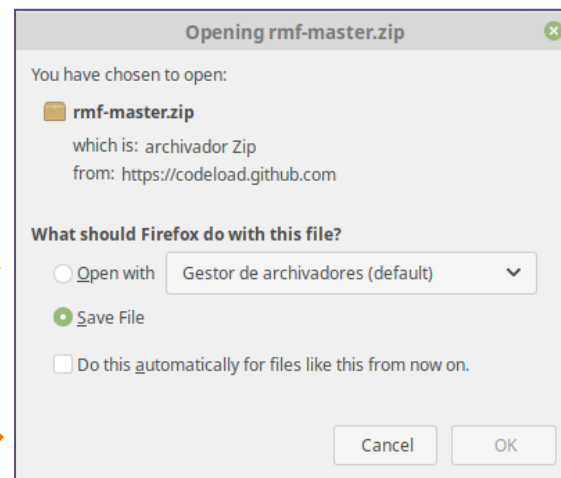 Opening rmf-master.zip
You have chosen to open:
rmf-master.zip
which is: archivador Zip
from: https://codeload.github.com
What should Firefox do with this file?
Open with Gestor de archivadores (default)
Save File
Do this automatically for files like this from now on.
Cancel OK